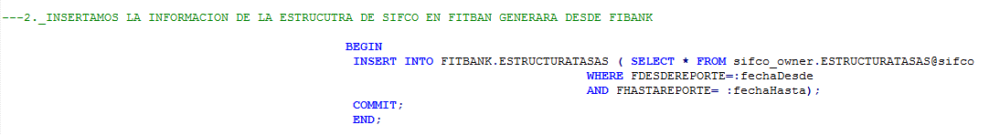 ---2._INSERTAMOS LA INFORMACION DE LA ESTRUCUTRA DE SIFCO EN FITBAN GENERARA DESDE FIBANK
BEGIN
INSERT INTO FITBANK.ESTRUCTURATASAS ( SELECT * FROM sifco_owner.ESTRUCTURATASAS@sifco
WHERE FDESDEREPORTE=:fechaDesde
AND FHASTAREPORTE= :fechaHasta);
COMMIT;
END;